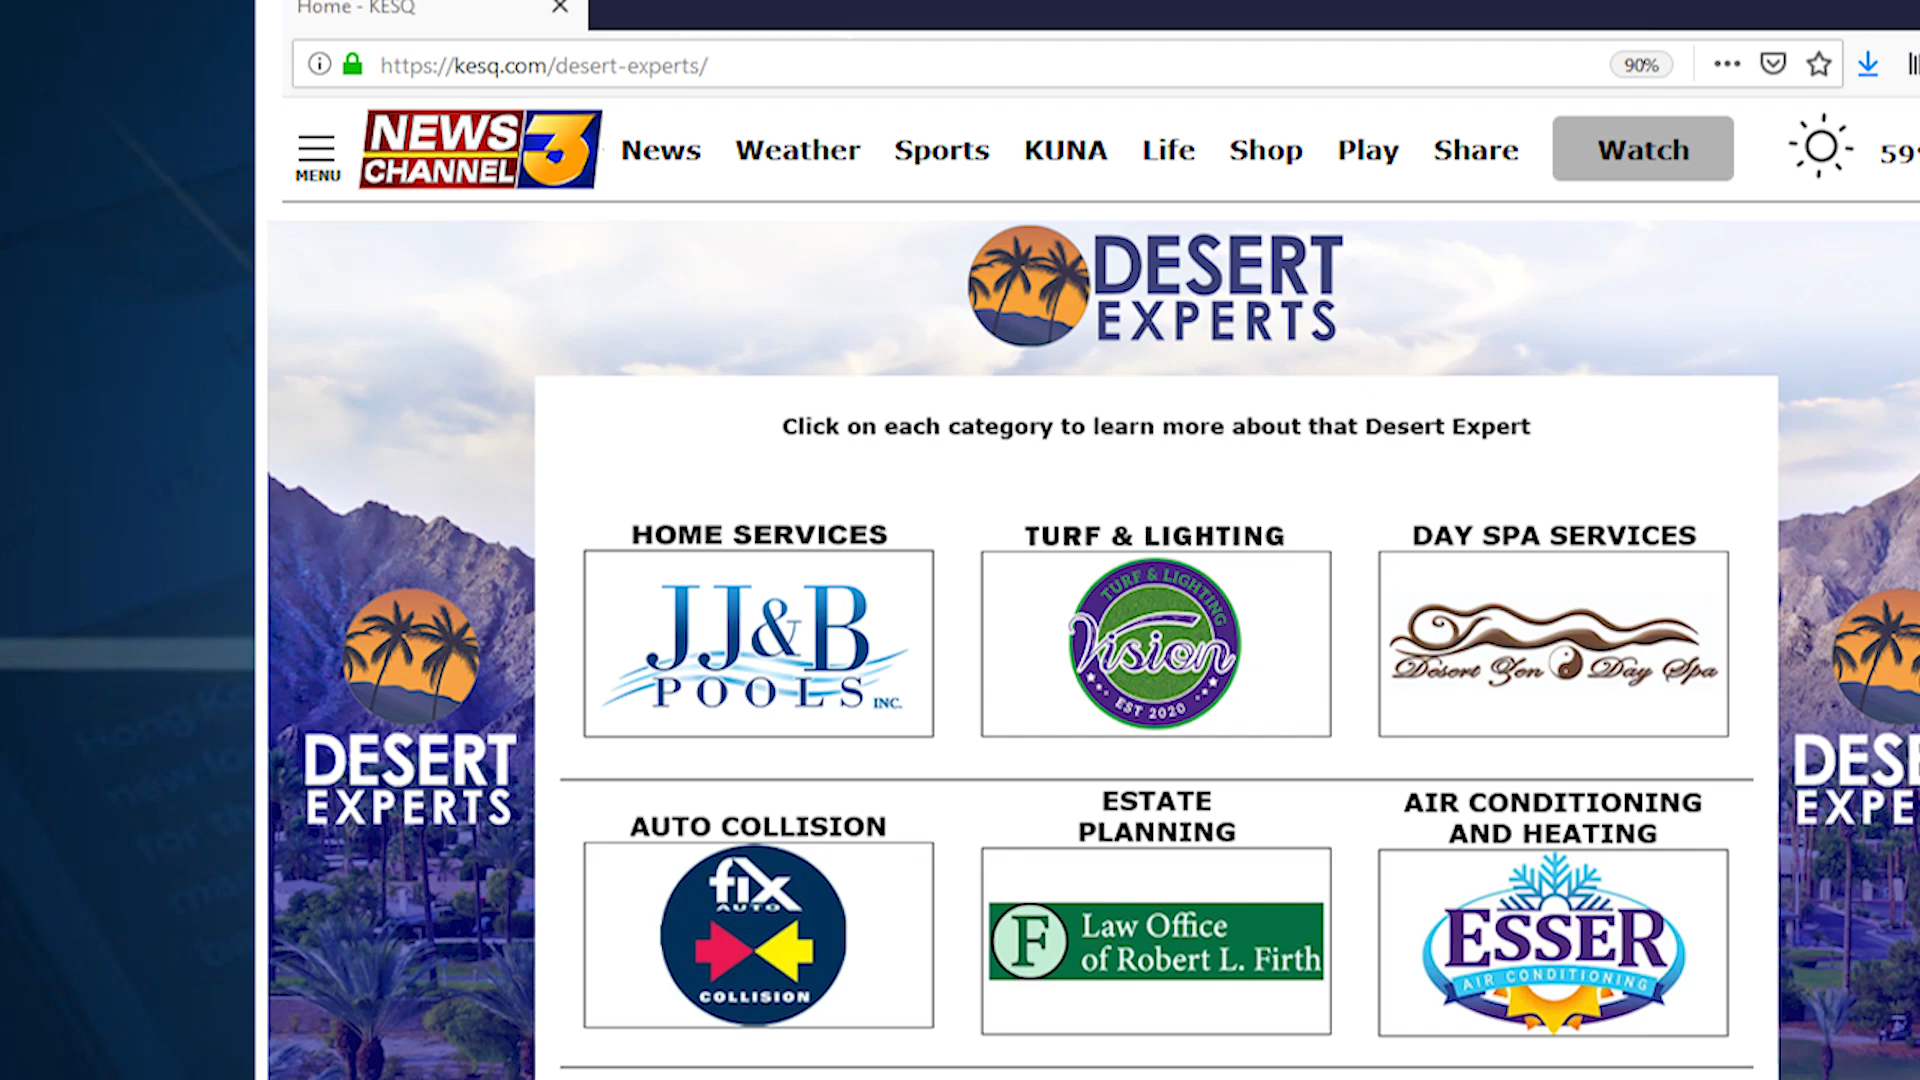 Home - KESQ
https://kesq.com/desert-experts/
90%
MENU
NEWS
CHANNEL 3
News Weather Sports KUNA Life Shop Play Share Watch
DESERT
EXPERTS
Click on each category to learn more about that Desert Expert
HOME SERVICES
JJ&B
POOLS INC.
TURF & LIGHTING
TURF & LIGHTING
Vision
EST 2020
DAY SPA SERVICES
Desert Zen Day Spa
DESERT
EXPERTS
AUTO COLLISION
fix
AUTO
COLLISION
ESTATE
PLANNING
F
Law Office
of Robert L. Firth
AIR CONDITIONING
AND HEATING
ESSER
AIR CONDITIONING
DESE
EXPE